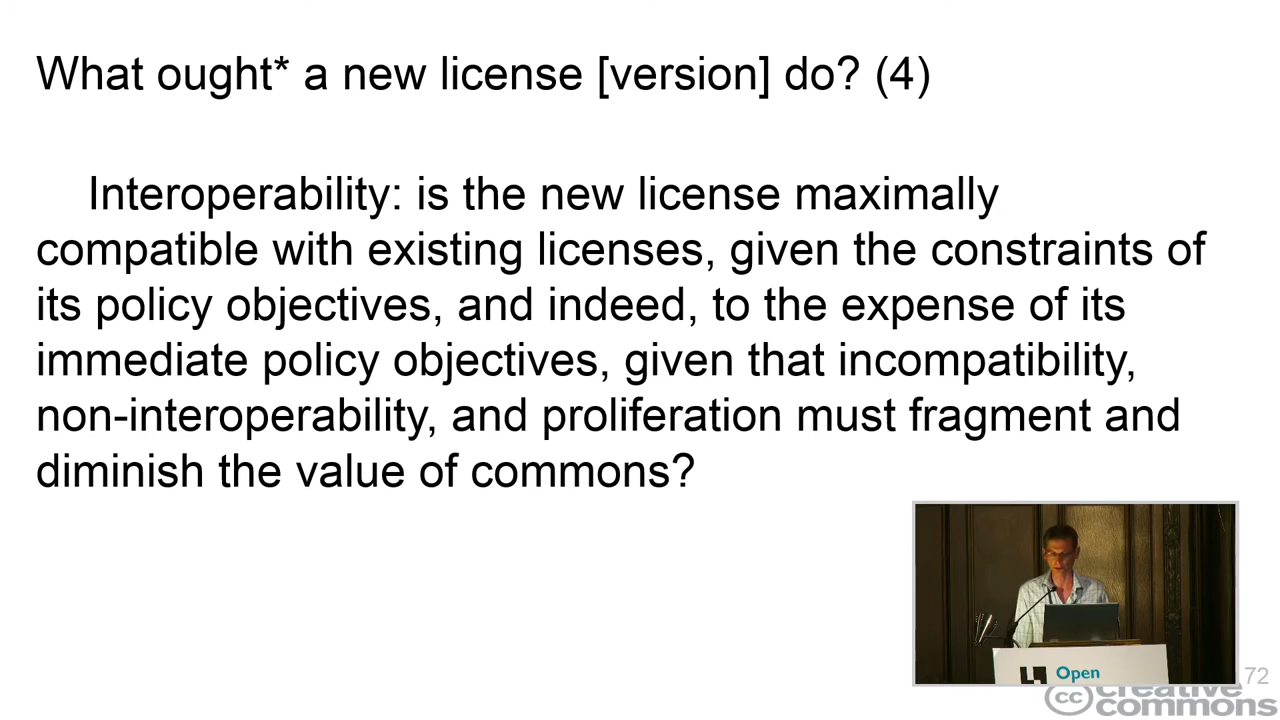 What ought* a new license [version] do? (4)
Interoperability: is the new license maximally
compatible with existing licenses, given the constraints of
its policy objectives, and indeed, to the expense of its
immediate policy objectives, given that incompatibility,
non-interoperability, and proliferation must fragment and
diminish the value of commons?
Open
72
cc creative
commons